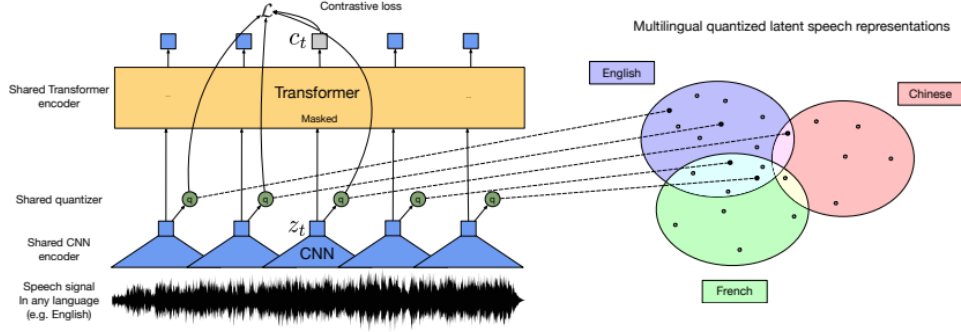 ℒ
Contrastive loss
c_t
Shared Transformer
encoder
...
Transformer
...
Masked
Shared quantizer
q
q
q
q
q
z_t
Shared CNN
encoder
CNN
Speech signal
In any language
(e.g. English)
Multilingual quantized latent speech representations
English
Chinese
French